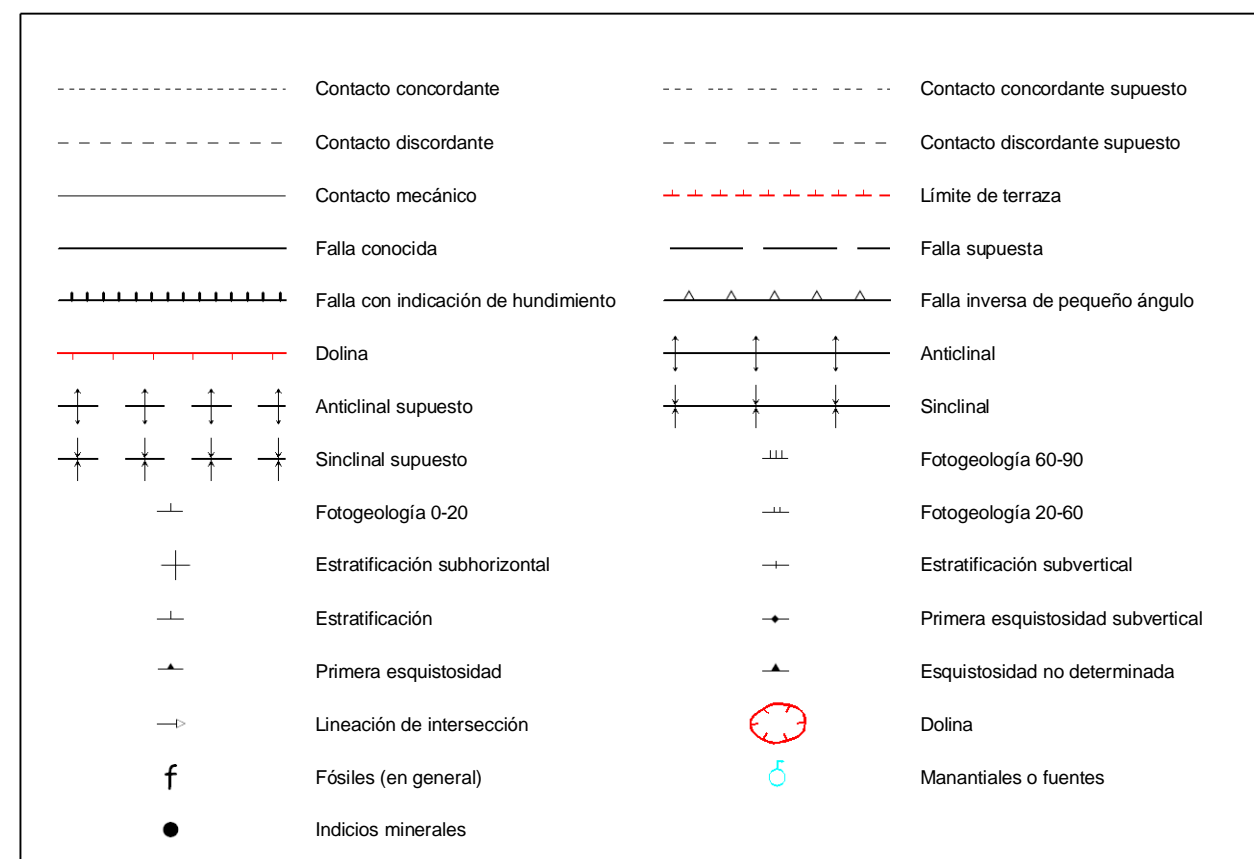 Contacto concordante
Contacto concordante supuesto
Contacto discordante
Contacto discordante supuesto
Contacto mecánico
Límite de terraza
Falla conocida
Falla supuesta
Falla con indicación de hundimiento
Falla inversa de pequeño ángulo
Dolina
Anticlinal
Anticlinal supuesto
Sinclinal
Sinclinal supuesto
Fotogeología 60-90
Fotogeología 0-20
Fotogeología 20-60
Estratificación subhorizontal
Estratificación subvertical
Estratificación
Primera esquistosidad subvertical
Primera esquistosidad
Esquistosidad no determinada
Lineación de intersección
Dolina
f
Fósiles (en general)
Manantiales o fuentes
Indicios minerales